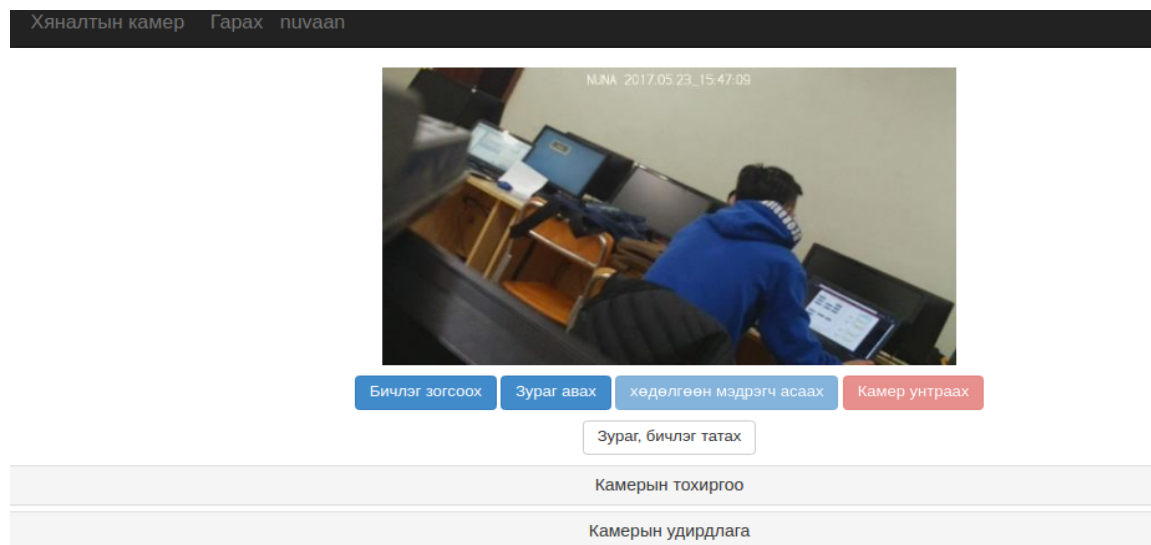 Хяналтын камер Гарах nuvaan
NUNA 2017.05.23_15:47:09
Бичлэг зогсоох Зураг авах хөдөлгөөн мэдрэгч асаах Камер унтраах
Зураг, бичлэг татах
Камерын тохиргоо
Камерын удирдлага